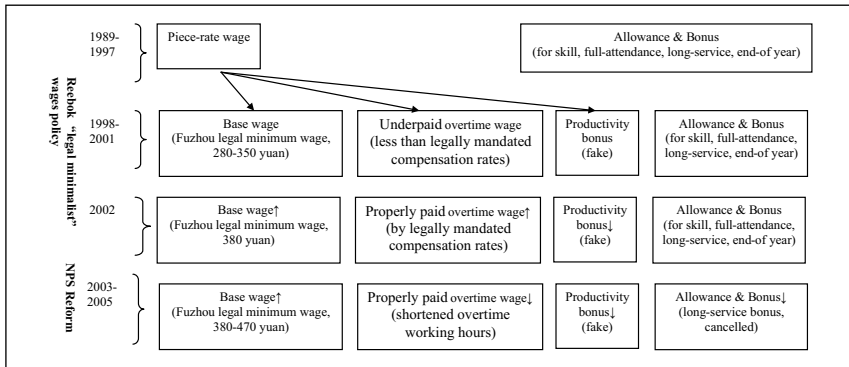 1989-
1997
Piece-rate wage
Allowance & Bonus
(for skill, full-attendance, long-service, end-of year)
Reebok "legal minimalist"
wages policy
1998-
2001
Base wage
(Fuzhou legal minimum wage,
280-350 yuan)
Underpaid overtime wage
(less than legally mandated
compensation rates)
Productivity
bonus
(fake)
Allowance & Bonus
(for skill, full-attendance,
long-service, end of year)
2002
Base wage↑
(Fuzhou legal minimum wage,
380 yuan)
Properly paid overtime wage↑
(by legally mandated
compensation rates)
Productivity
bonus↓
(fake)
Allowance & Bonus
(for skill, full-attendance,
long-service, end-of year)
NPS Reform
2003-
2005
Base wage↑
(Fuzhou legal minimum wage,
380-470 yuan)
Properly paid overtime wage↓
(shortened overtime
working hours)
Productivity
bonus↓
(fake)
Allowance & Bonus↓
(long-service bonus,
cancelled)